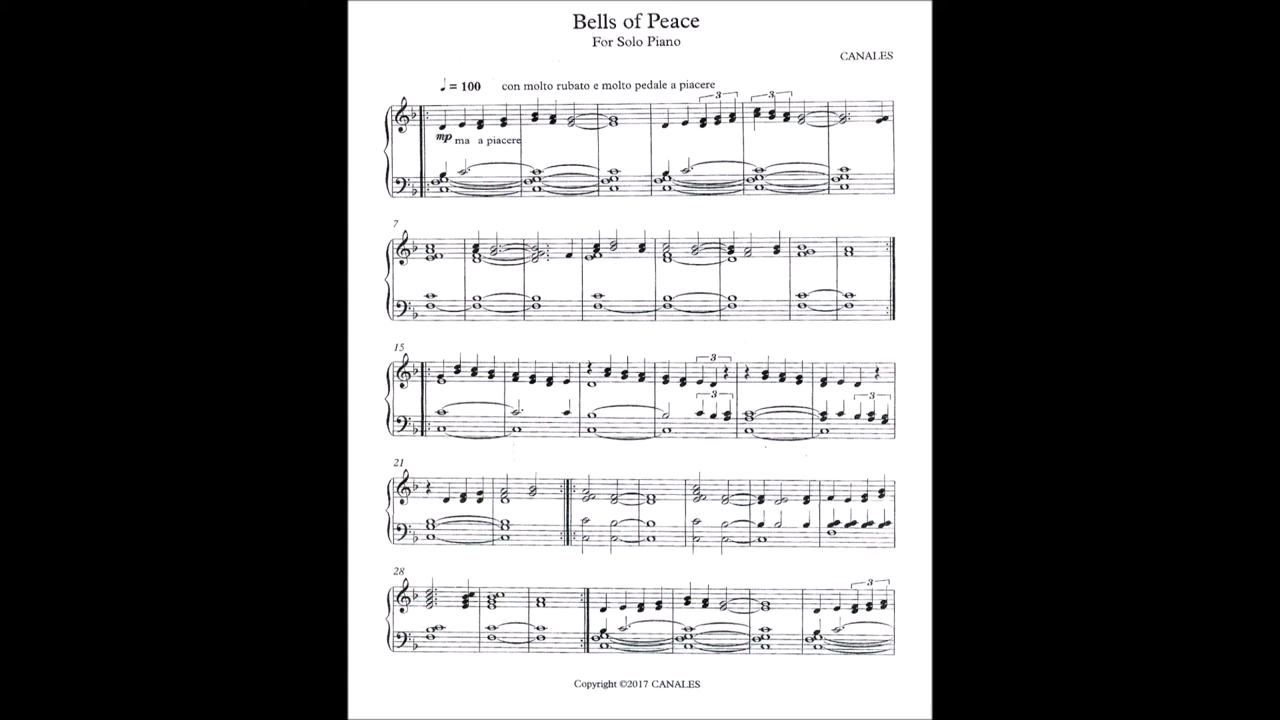 Bells of Peace
For Solo Piano
CANALES
♩ = 100 con molto rubato e molto pedale a piacere
3 3
mp ma a piacere
7
15
3
3 3
21
28
3
Copyright ©2017 CANALES